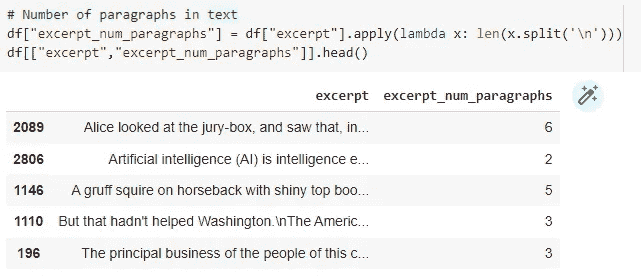 # Number of paragraphs in text
df["excerpt_num_paragraphs"] = df["excerpt"].apply(lambda x: len(x.split('\n')))
df[["excerpt","excerpt_num_paragraphs"]].head()
excerpt excerpt_num_paragraphs
2089 Alice looked at the jury-box, and saw that, in... 6
2806 Artificial intelligence (AI) is intelligence e... 2
1146 A gruff squire on horseback with shiny top boo... 5
1110 But that hadn't helped Washington.\nThe Americ... 3
196 The principal business of the people of this c... 3